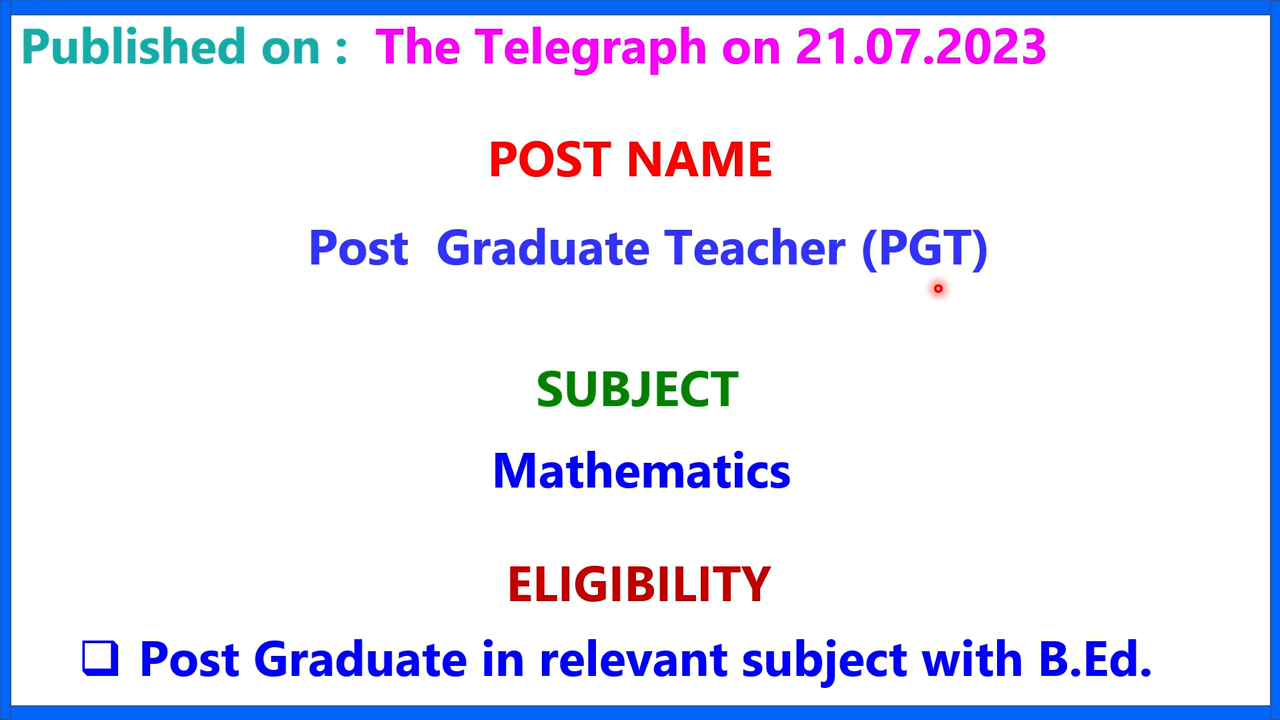 Published on : The Telegraph on 21.07.2023
POST NAME
Post Graduate Teacher (PGT)
SUBJECT
Mathematics
ELIGIBILITY
❑ Post Graduate in relevant subject with B.Ed.